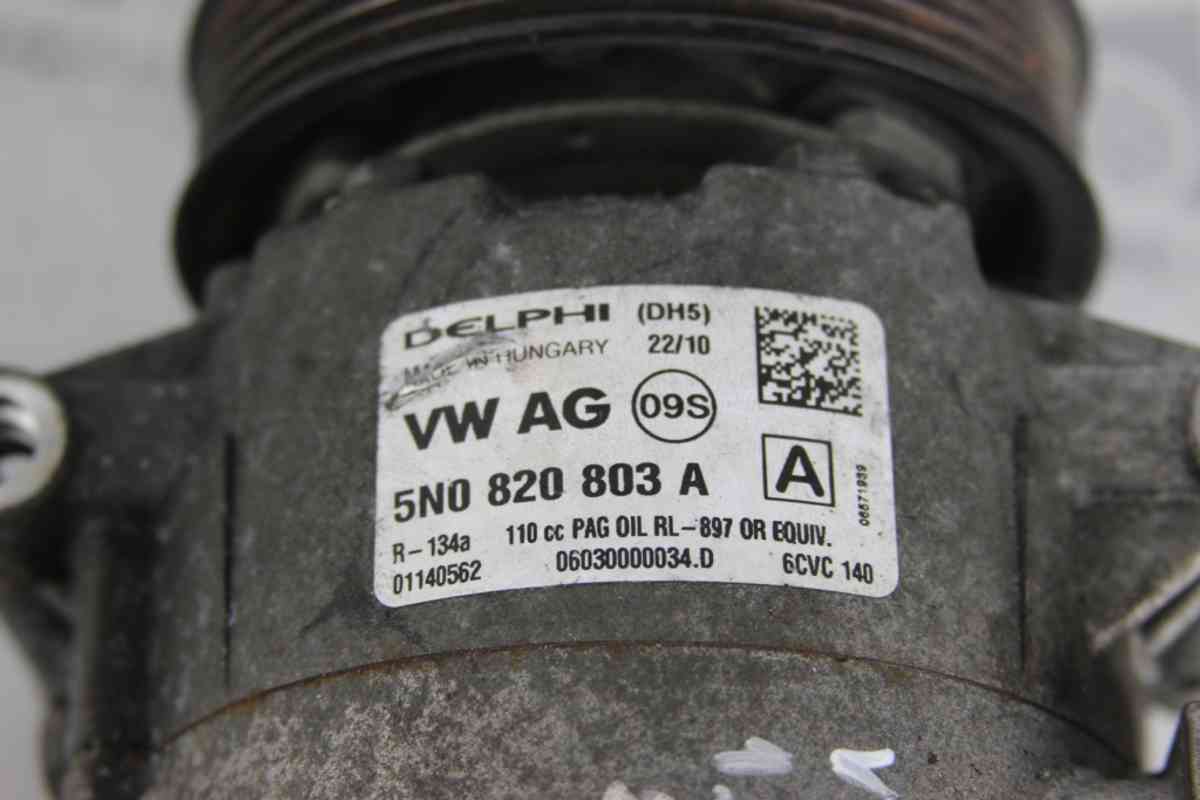 DELPHI (DH5)
MADE IN HUNGARY 22/10
VW AG 09S
5N0 820 803 A A
06671939
R-134a 110 cc PAG OIL RL-897 OR EQUIV.
01140562 06030000034.D 6CVC 140